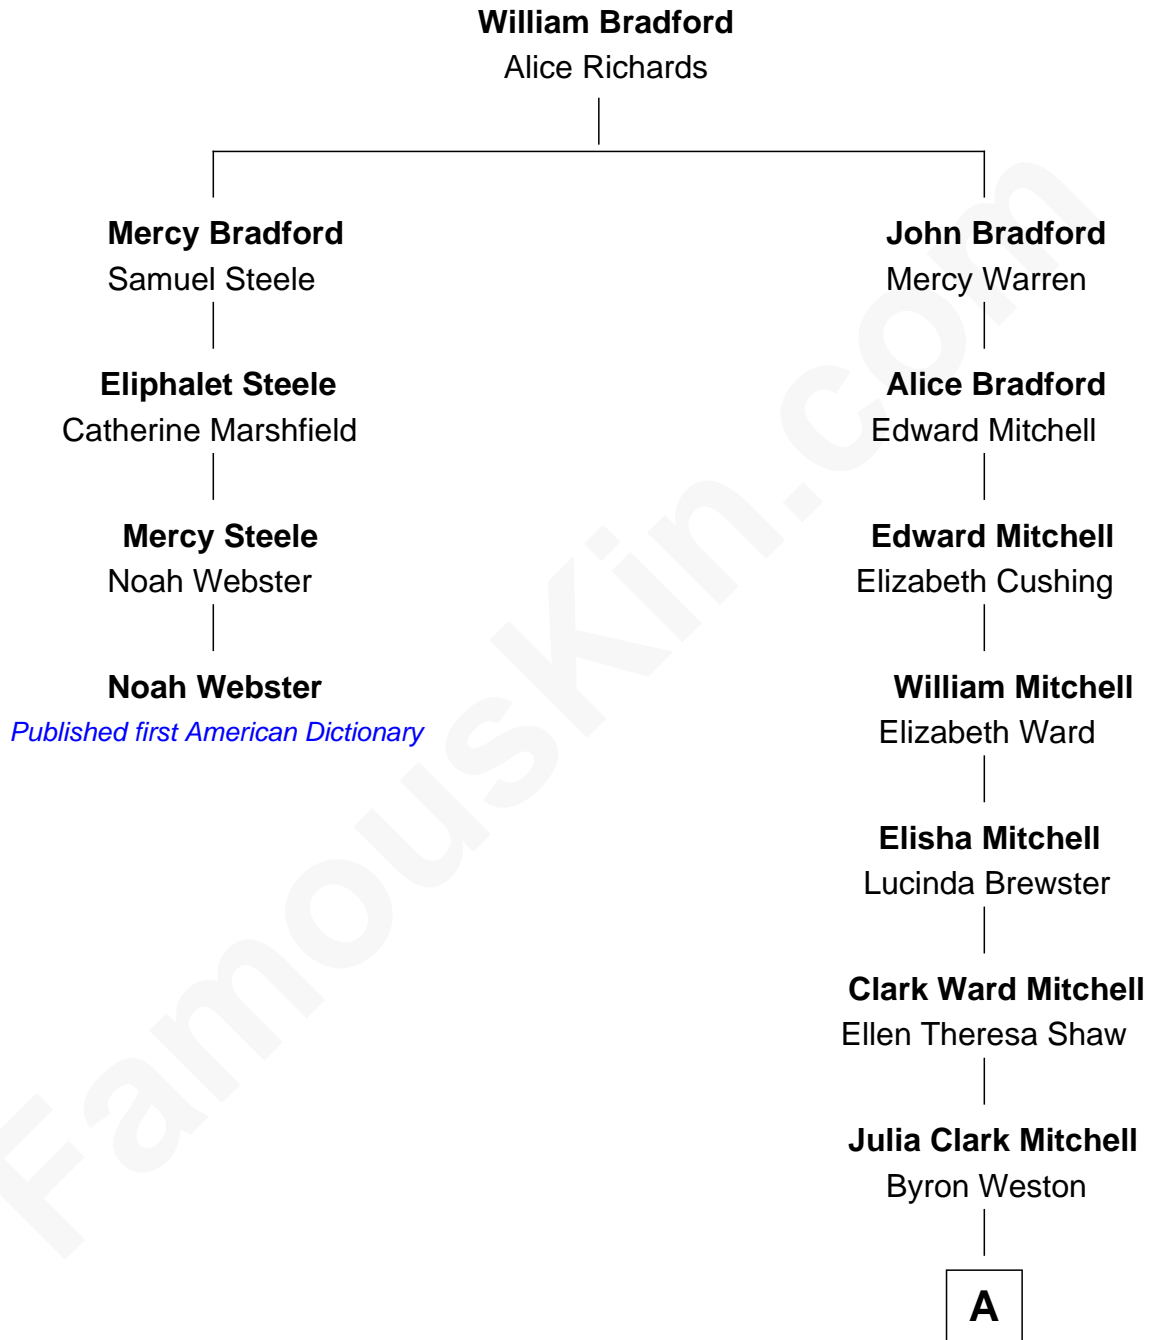 William Bradford
Alice Richards
Mercy Bradford
Samuel Steele
John Bradford
Mercy Warren
Eliphalet Steele
Catherine Marshfield
Alice Bradford
Edward Mitchell
Mercy Steele
Noah Webster
Edward Mitchell
Elizabeth Cushing
Noah Webster
Published first American Dictionary
William Mitchell
Elizabeth Ward
Elisha Mitchell
Lucinda Brewster
Clark Ward Mitchell
Ellen Theresa Shaw
Julia Clark Mitchell
Byron Weston
A
FamousKin.com